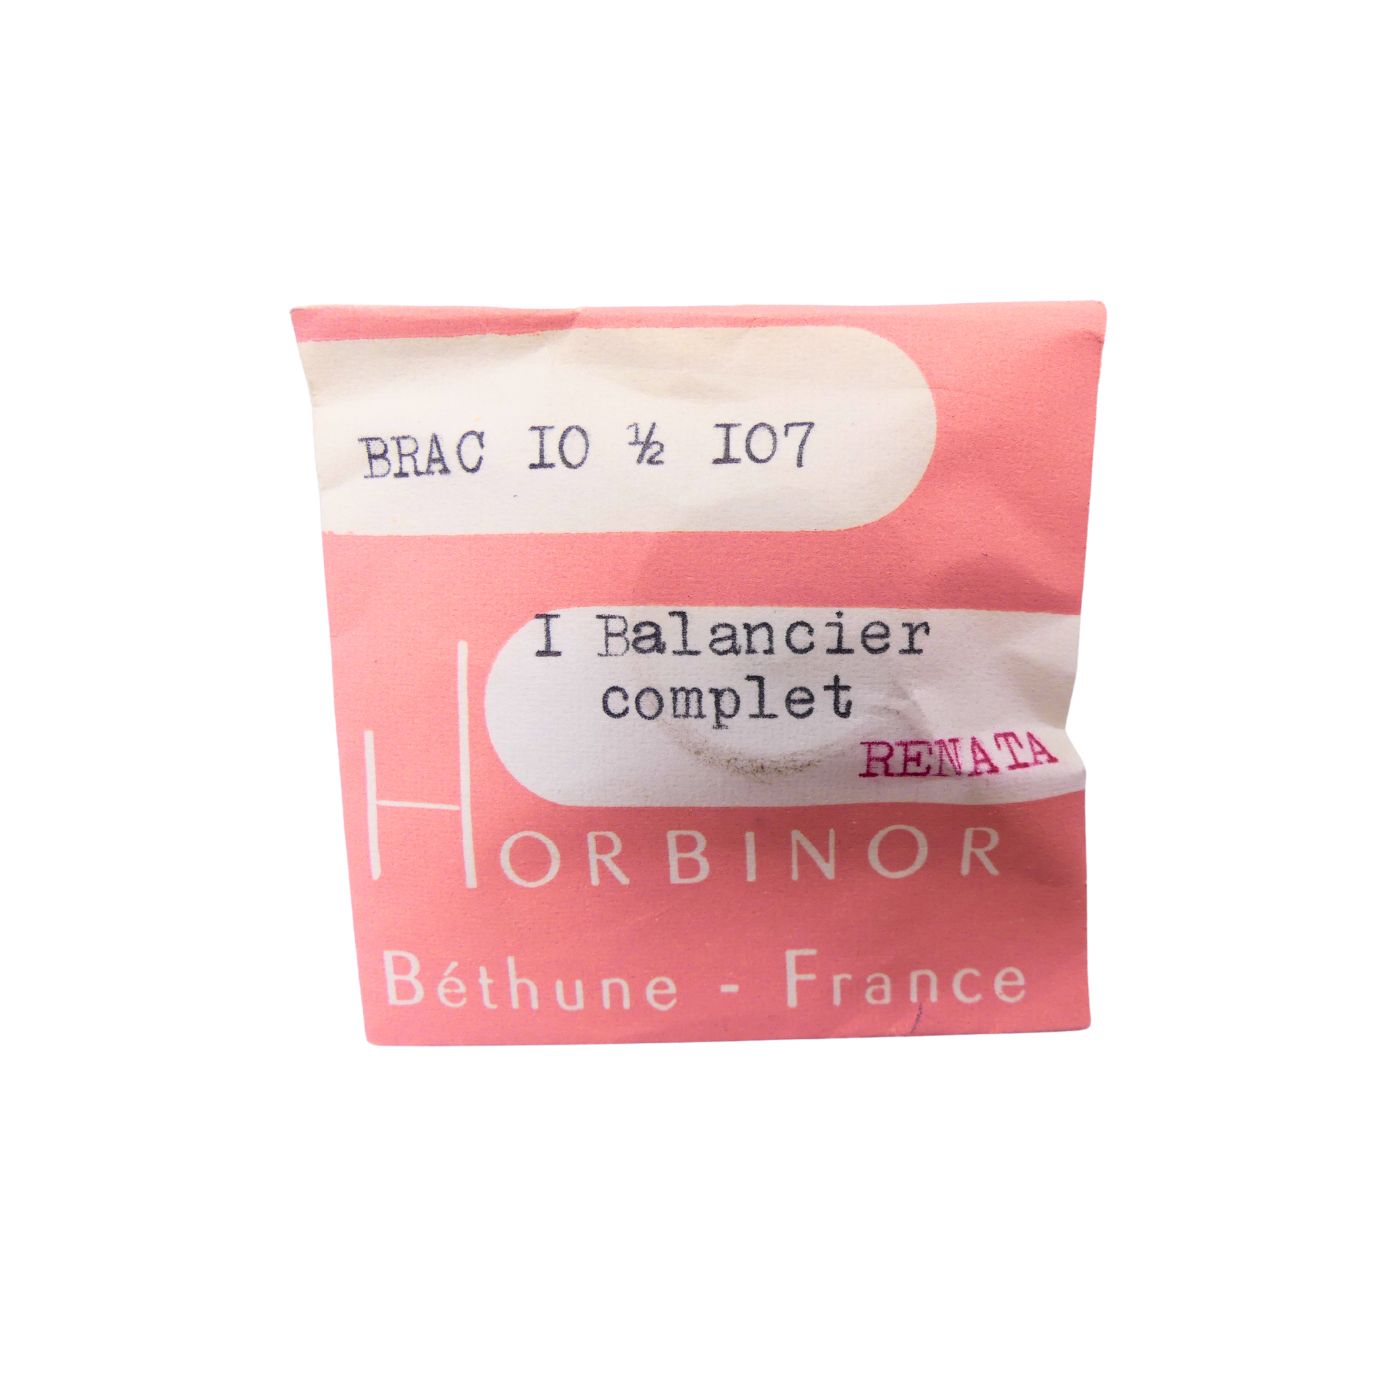 BRAC IO ½ IO7
I Balancier
complet
RENATA
HORBINOR
Béthune - France